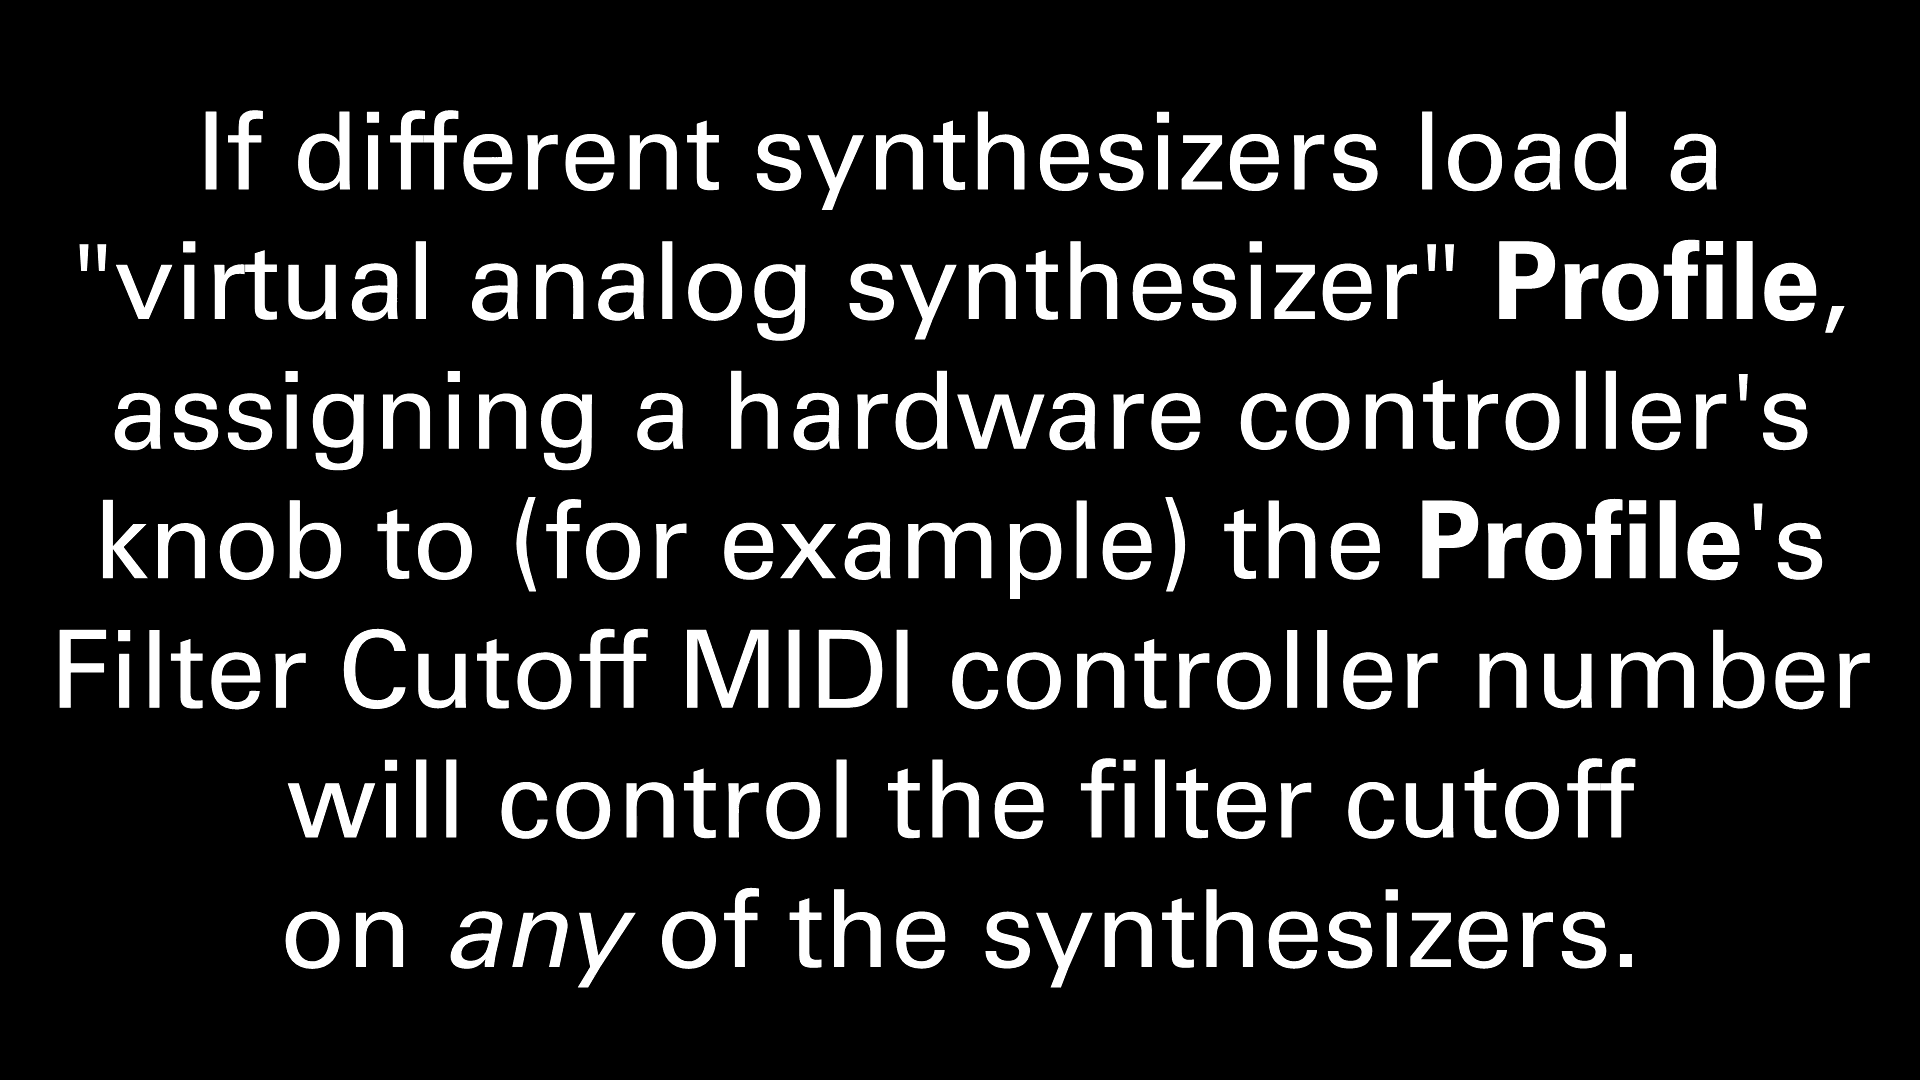 If different synthesizers load a
"virtual analog synthesizer" Profile,
assigning a hardware controller's
knob to (for example) the Profile's
Filter Cutoff MIDI controller number
will control the filter cutoff
on any of the synthesizers.